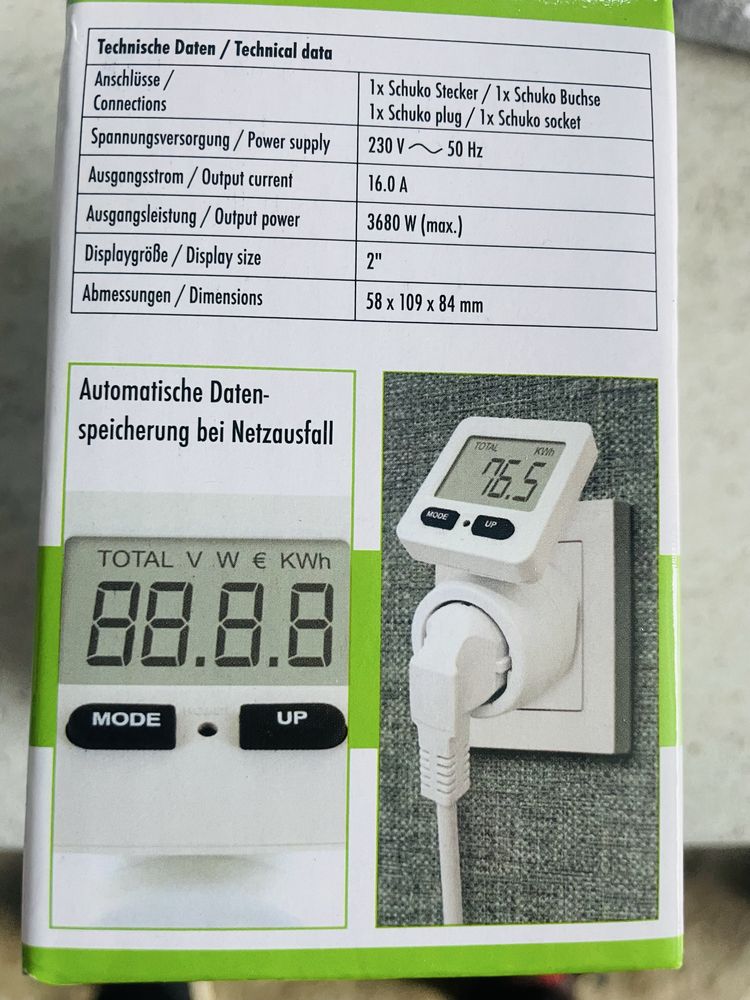 Technische Daten / Technical data
Anschlüsse /
Connections
1x Schuko Stecker / 1x Schuko Buchse
1x Schuko plug / 1x Schuko socket
Spannungsversorgung / Power supply
230 V ~ 50 Hz
Ausgangsstrom / Output current
16.0 A
Ausgangsleistung / Output power
3680 W (max.)
Displaygröße / Display size
2"
Abmessungen / Dimensions
58 x 109 x 84 mm
Automatische Daten-
speicherung bei Netzausfall
TOTAL V W € KWh
88.8.8
MODE UP
TOTAL KWh
76.5
MODE UP